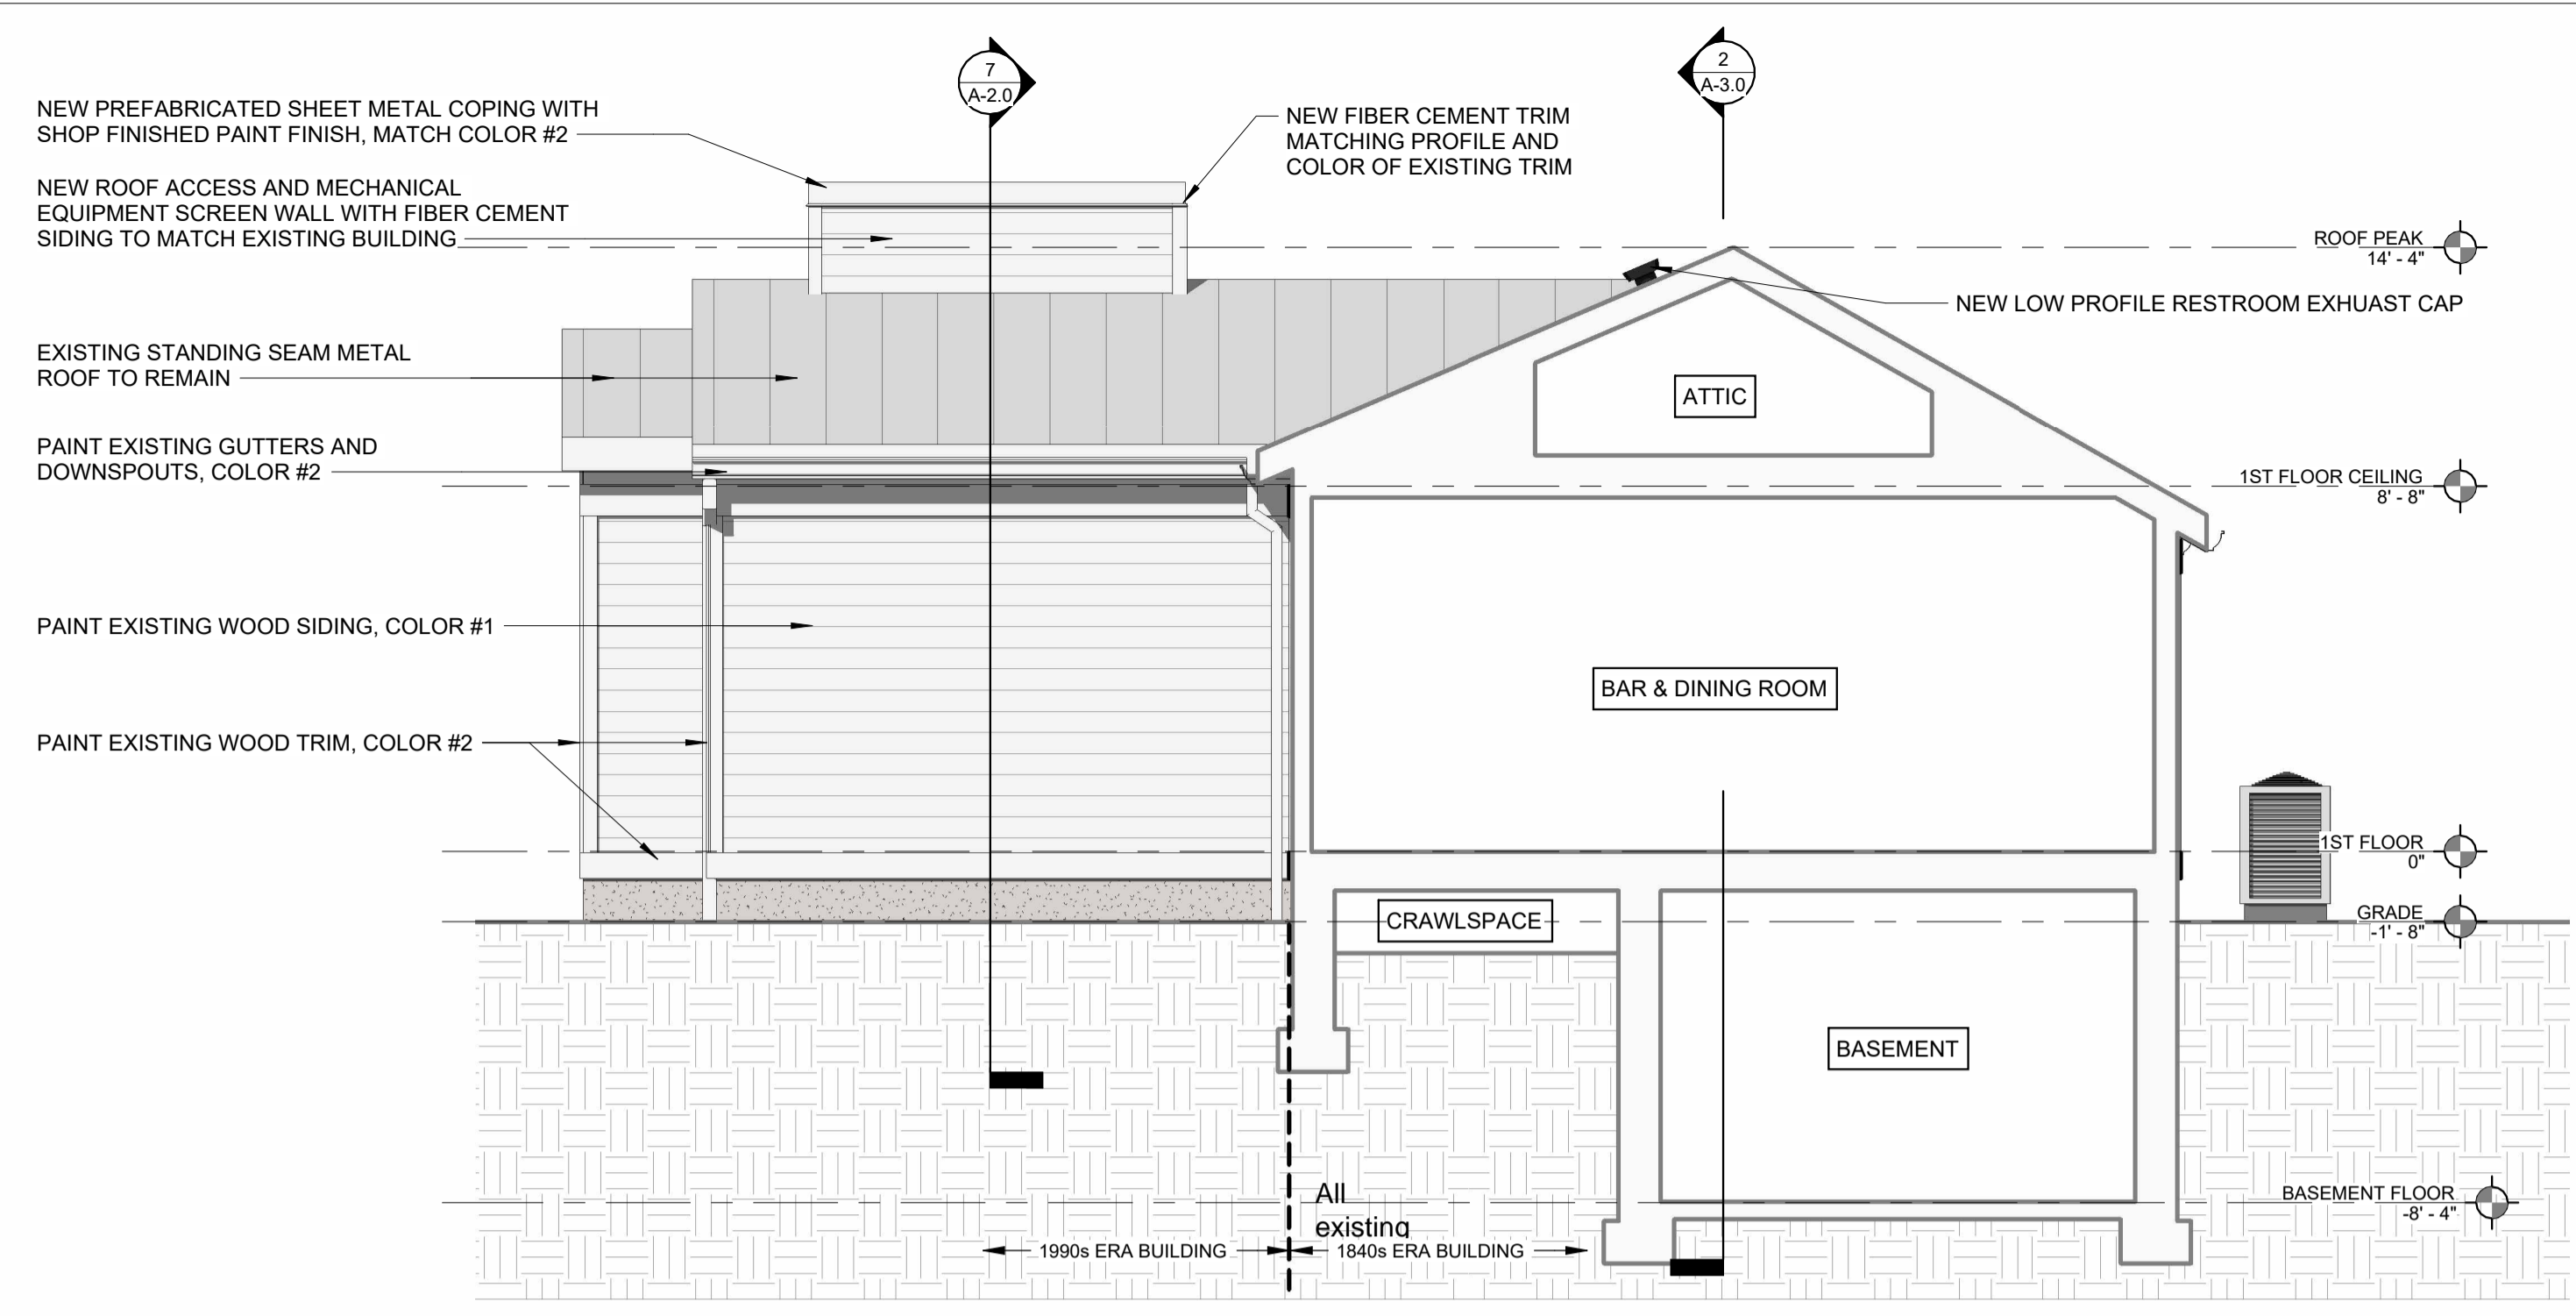 7
A-2.0
2
A-3.0
NEW PREFABRICATED SHEET METAL COPING WITH
SHOP FINISHED PAINT FINISH, MATCH COLOR #2
NEW FIBER CEMENT TRIM
MATCHING PROFILE AND
COLOR OF EXISTING TRIM
NEW ROOF ACCESS AND MECHANICAL
EQUIPMENT SCREEN WALL WITH FIBER CEMENT
SIDING TO MATCH EXISTING BUILDING
ROOF PEAK
14' - 4"
NEW LOW PROFILE RESTROOM EXHUAST CAP
EXISTING STANDING SEAM METAL
ROOF TO REMAIN
ATTIC
PAINT EXISTING GUTTERS AND
DOWNSPOUTS, COLOR #2
1ST FLOOR CEILING
8' - 8"
PAINT EXISTING WOOD SIDING, COLOR #1
BAR & DINING ROOM
PAINT EXISTING WOOD TRIM, COLOR #2
1ST FLOOR
0"
CRAWLSPACE
GRADE
-1' - 8"
BASEMENT
BASEMENT FLOOR
-8' - 4"
All
existing
1990s ERA BUILDING
1840s ERA BUILDING